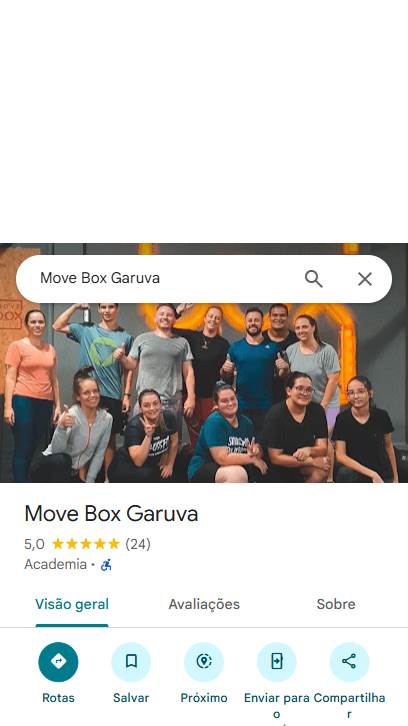 Move Box Garuva
Move Box Garuva
5,0 (24)
Academia ·
Visão geral Avaliações Sobre
Rotas Salvar Próximo Enviar para o Compartilhar